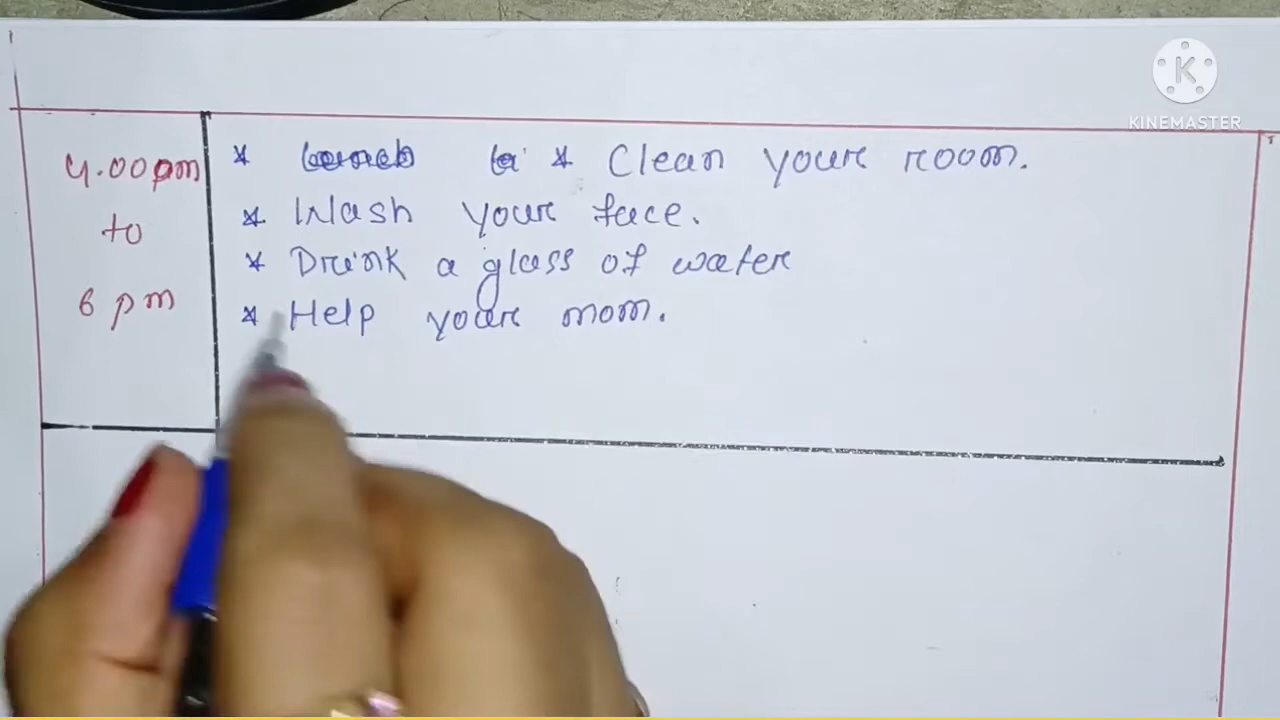 KINEMASTER
4.00pm
to
6 pm
* * Clean your room.
* Wash your face.
* Drink a glass of water
* Help your mom.